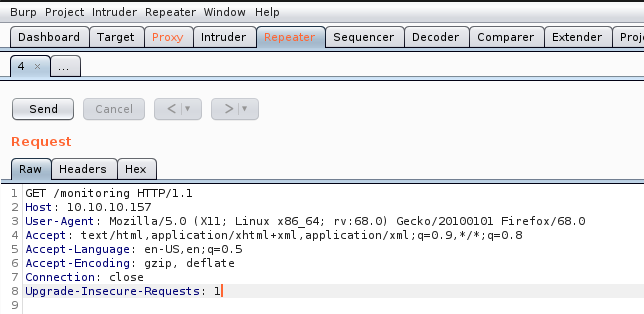 Burp Project Intruder Repeater Window Help
Dashboard Target Proxy Intruder Repeater Sequencer Decoder Comparer Extender Proj
4 × ...
Send Cancel < ▼ > ▼
Request
Raw Headers Hex
1 GET /monitoring HTTP/1.1
2 Host: 10.10.10.157
3 User-Agent: Mozilla/5.0 (X11; Linux x86_64; rv:68.0) Gecko/20100101 Firefox/68.0
4 Accept: text/html,application/xhtml+xml,application/xml;q=0.9,*/*;q=0.8
5 Accept-Language: en-US,en;q=0.5
6 Accept-Encoding: gzip, deflate
7 Connection: close
8 Upgrade-Insecure-Requests: 1
9